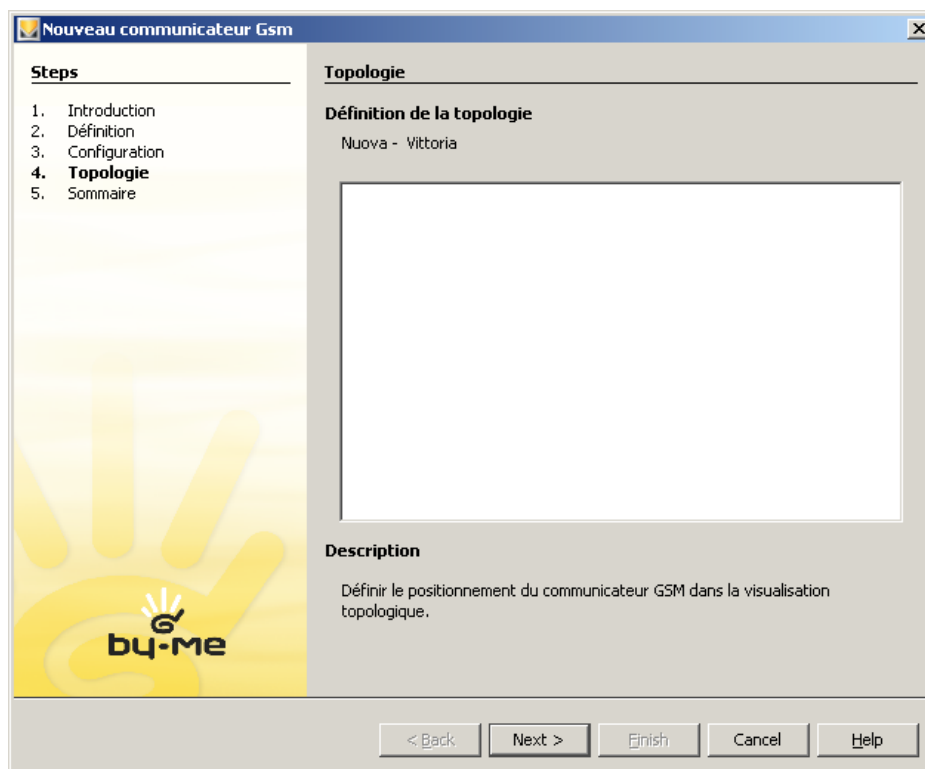 Nouveau communicateur Gsm
Steps
1. Introduction
2. Définition
3. Configuration
4. Topologie
5. Sommaire
by-me
Topologie
Définition de la topologie
Nuova - Vittoria
Description
Définir le positionnement du communicateur GSM dans la visualisation
topologique.
< Back
Next >
Finish
Cancel
Help